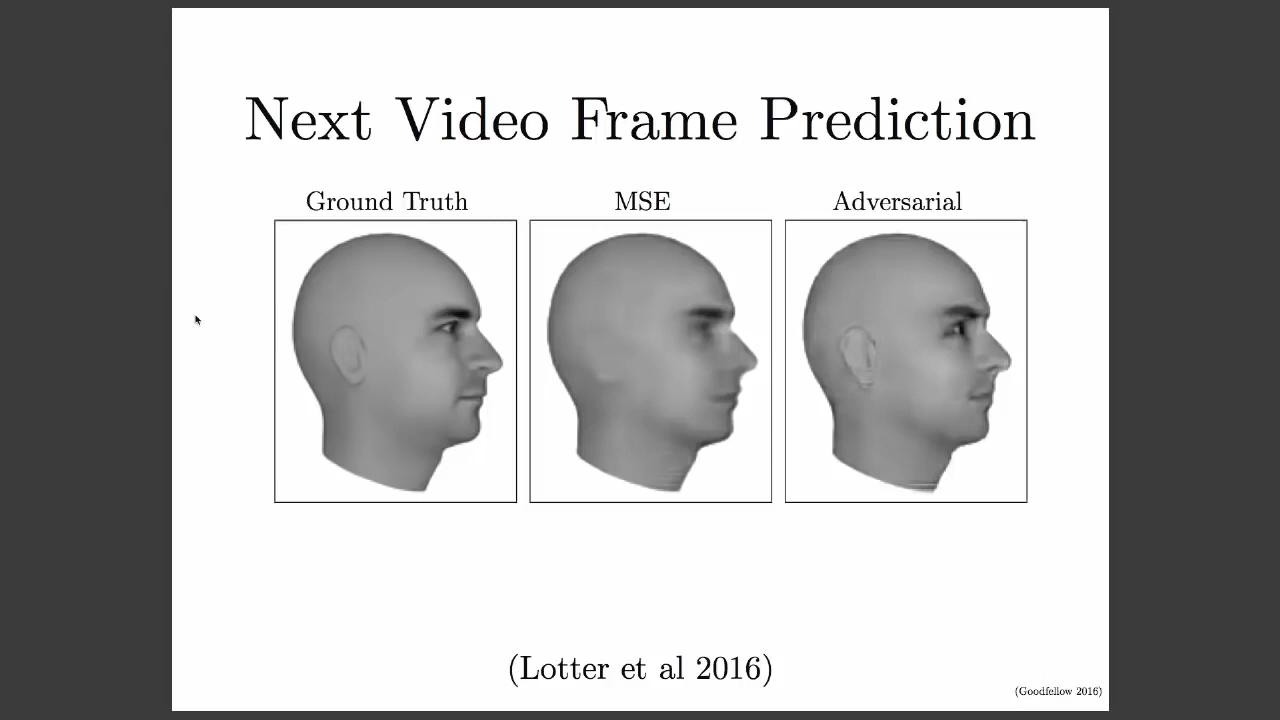 Next Video Frame Prediction
Ground Truth MSE Adversarial
(Lotter et al 2016)
(Goodfellow 2016)